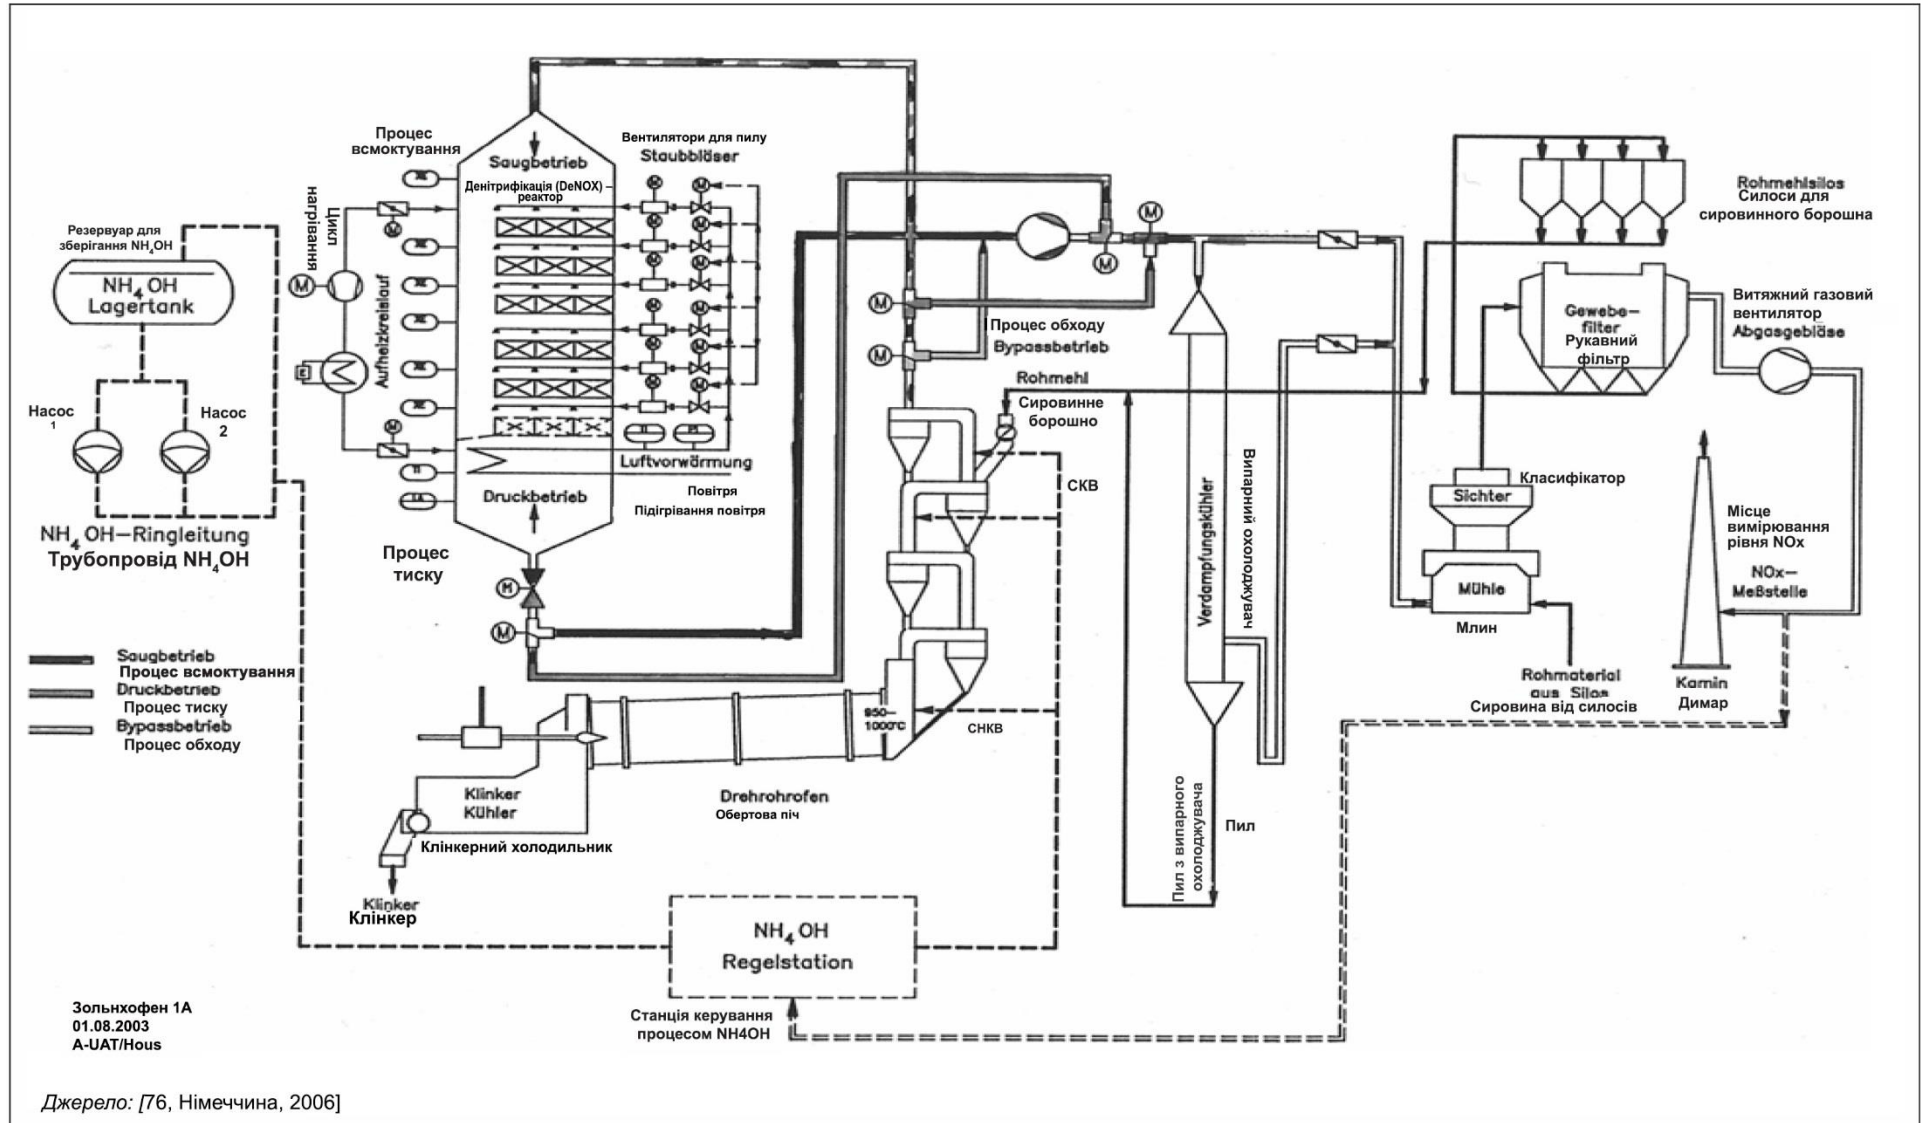 Процес
всмоктування
Saugbetrieb
Денітрифікація (DeNOX) –
реактор
Вентилятори для пилу
Staubbläser
Цикл
нагрівання
Aufheizkreislauf
Резервуар для
зберігання NH₄OH
NH₄ OH
Lagertank
Насос
1
Насос
2
NH₄ OH–Ringleitung
Трубопровід NH₄OH
Luftvorwärmung
Повітря
Підігрівання повітря
Druckbetrieb
Процес
тиску
Saugbetrieb
Процес всмоктування
Druckbetrieb
Процес тиску
Bypassbetrieb
Процес обходу
Процес обходу
Bypassbetrieb
Rohmehl
Сировинне
борошно
СКВ
СНКВ
950–
1000°C
Klinker
Kühler
Клінкерний холодильник
Klinker
Клінкер
Drehrohrofen
Обертова піч
Verdampfungskühler
Випарний охолоджувач
Пил з випарного
охолоджувача
Пил
Rohmehlsilos
Силоси для
сировинного борошна
Gewebe–
filter
Рукавний
фільтр
Витяжний газовий
вентилятор
Abgasgebläse
Sichter
Класифікатор
Mühle
Млин
Rohmaterial
aus Silos
Сировина від силосів
Місце
вимірювання
рівня NOx
NOx–
Meßstelle
Kamin
Димар
NH₄ OH
Regelstation
Станція керування
процесом NH4OH
M
M
M
M
M
M
M
Зольнхофен 1А
01.08.2003
A-UAT/Hous
Джерело: [76, Німеччина, 2006]